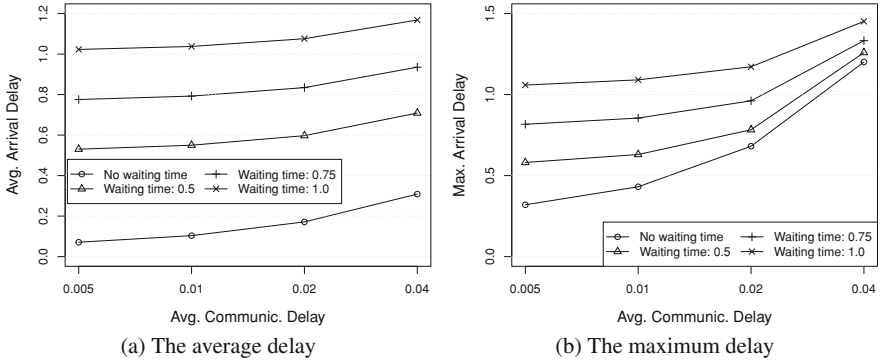 Avg. Arrival Delay
1.2
1.0
0.8
0.6
0.4
0.2
0.0
No waiting time
Waiting time: 0.5
Waiting time: 0.75
Waiting time: 1.0
0.005 0.01 0.02 0.04
Avg. Communic. Delay
(a) The average delay
Max. Arrival Delay
1.5
1.0
0.5
0.0
No waiting time
Waiting time: 0.5
Waiting time: 0.75
Waiting time: 1.0
0.005 0.01 0.02 0.04
Avg. Communic. Delay
(b) The maximum delay